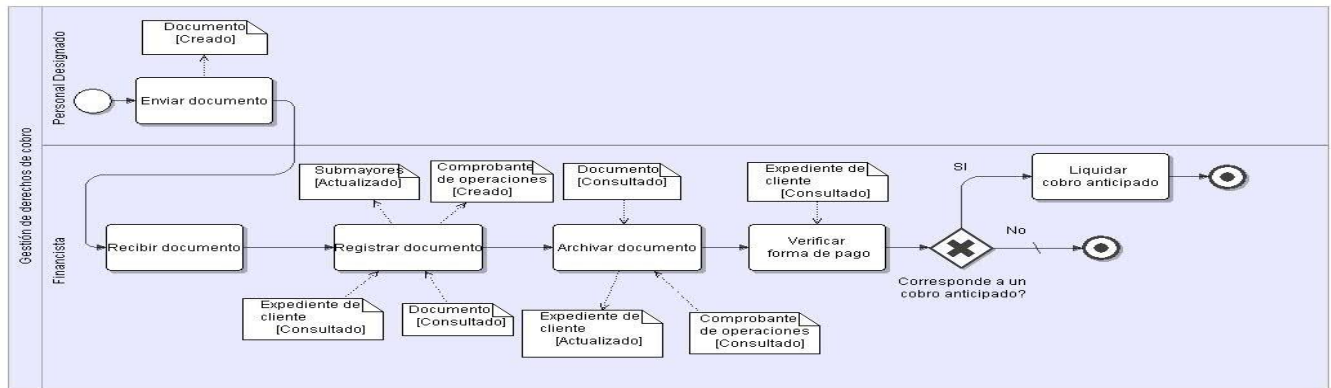 Gestión de derechos de cobro
Personal Designado
Documento
[Creado]
Enviar documento
Financista
Recibir documento
Submayores
[Actualizado]
Comprobante
de operaciones
[Creado]
Registrar documento
Expediente de
cliente
[Consultado]
Documento
[Consultado]
Documento
[Consultado]
Archivar documento
Expediente de
cliente
[Actualizado]
Comprobante
de operaciones
[Consultado]
Expediente de
cliente
[Consultado]
Verificar
forma de pago
SI
Liquidar
cobro anticipado
No
Corresponde a un
cobro anticipado?